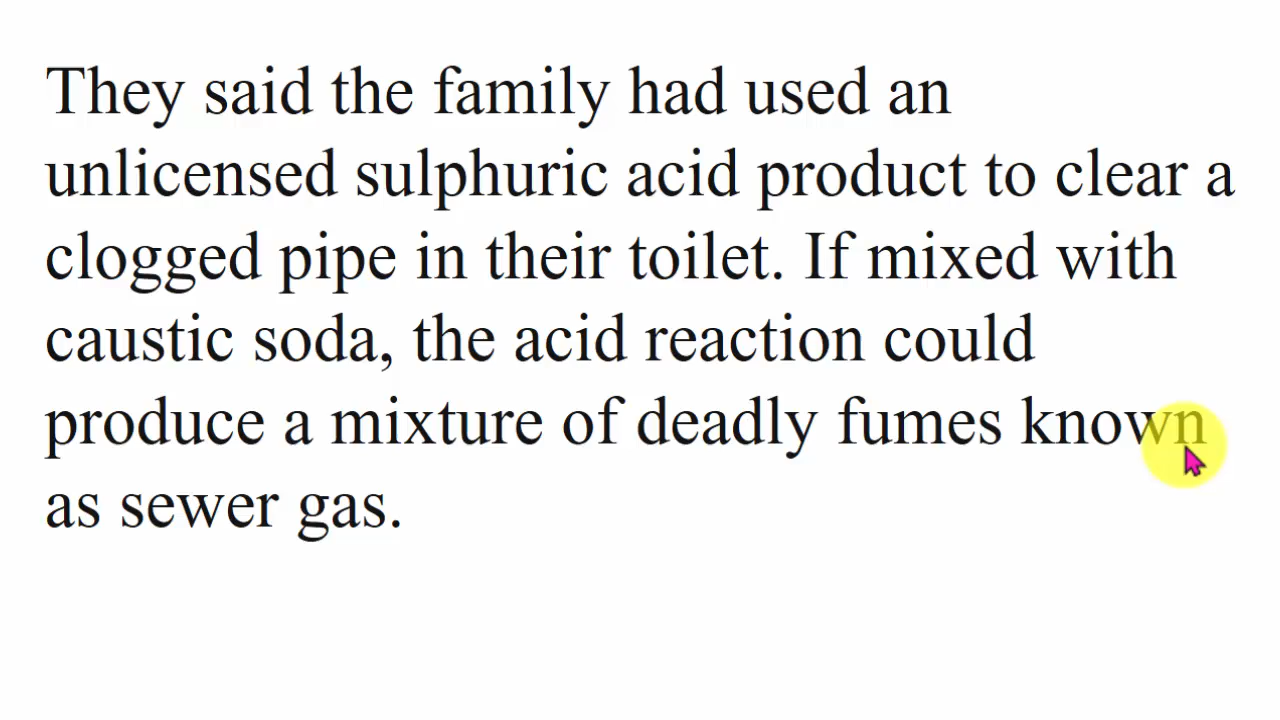 They said the family had used an
unlicensed sulphuric acid product to clear a
clogged pipe in their toilet. If mixed with
caustic soda, the acid reaction could
produce a mixture of deadly fumes known
as sewer gas.